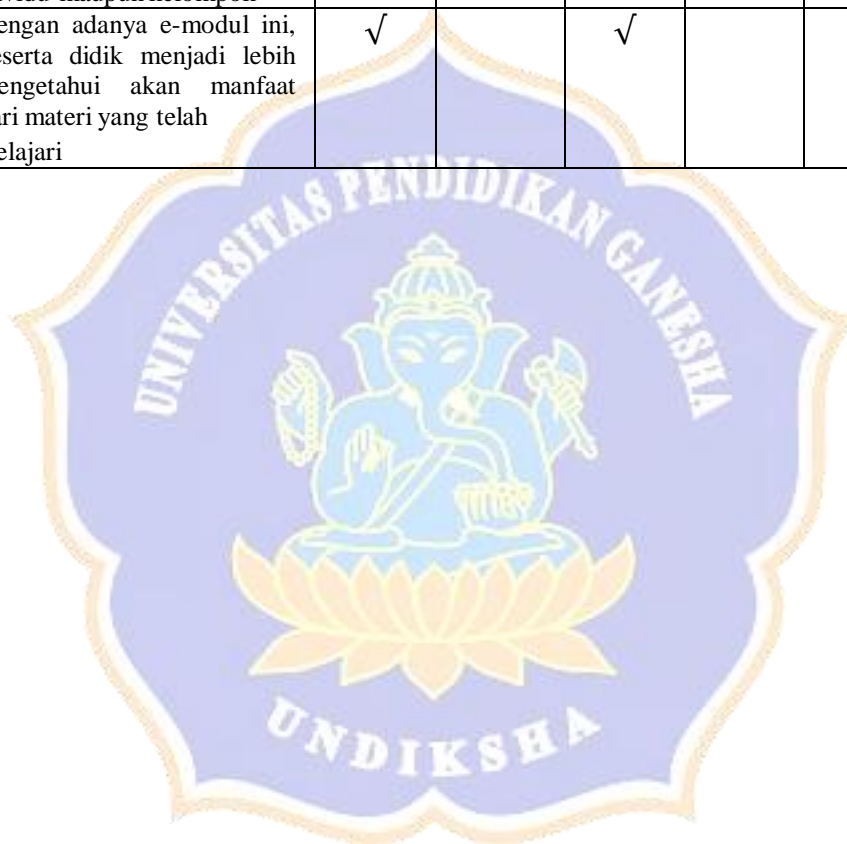 engan adanya e-modul ini, √ √
eserta didik menjadi lebih
engetahui akan manfaat
ri materi yang telah
elajari
UNIVERSITAS PENDIDIKAN GANESHA
UNDIKSHA